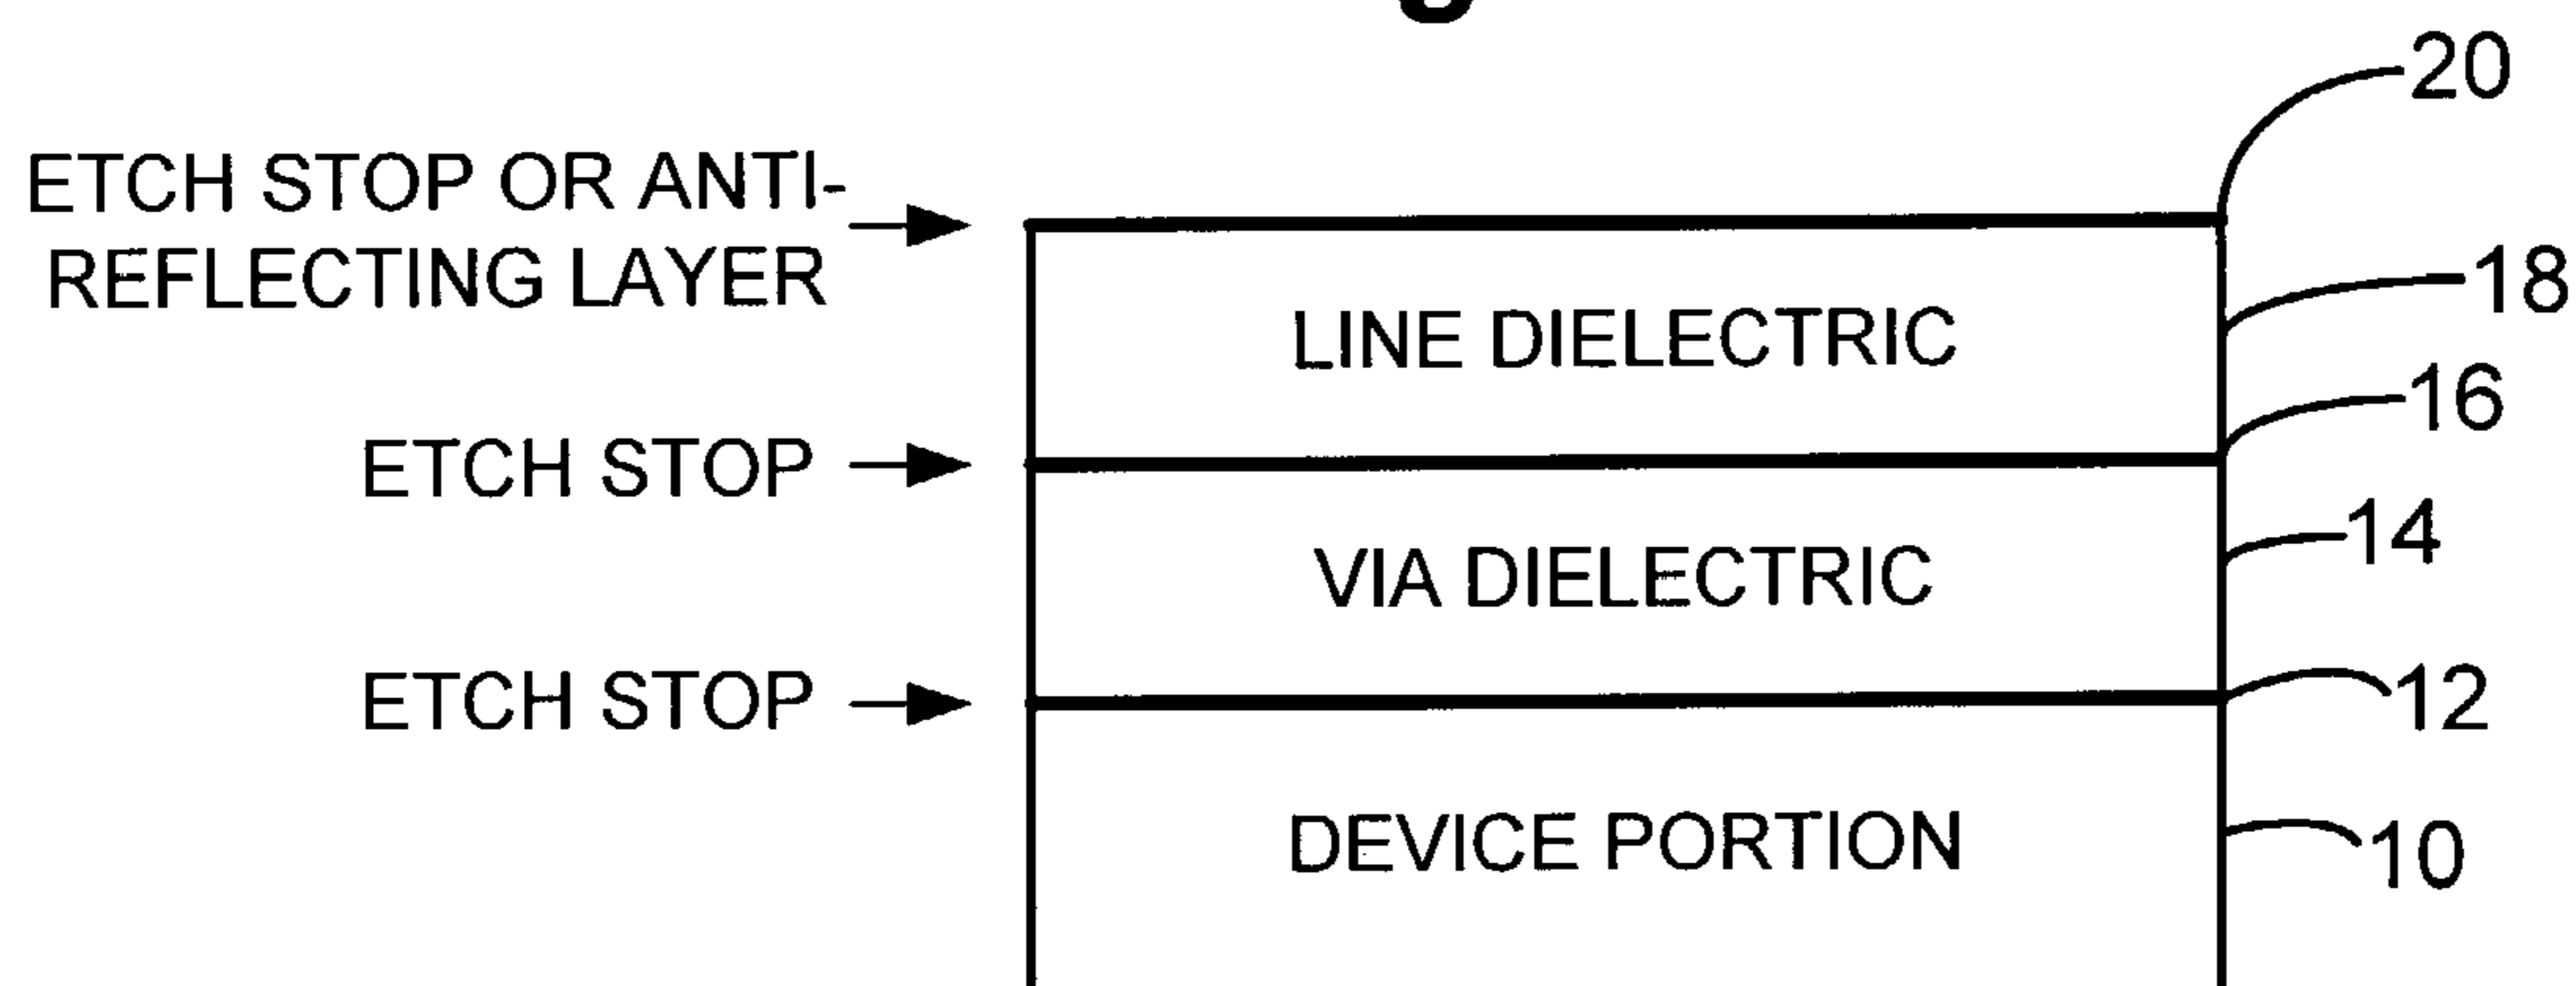 20
ETCH STOP OR ANTI-
REFLECTING LAYER
18
LINE DIELECTRIC
16
ETCH STOP
14
VIA DIELECTRIC
ETCH STOP
12
DEVICE PORTION
10